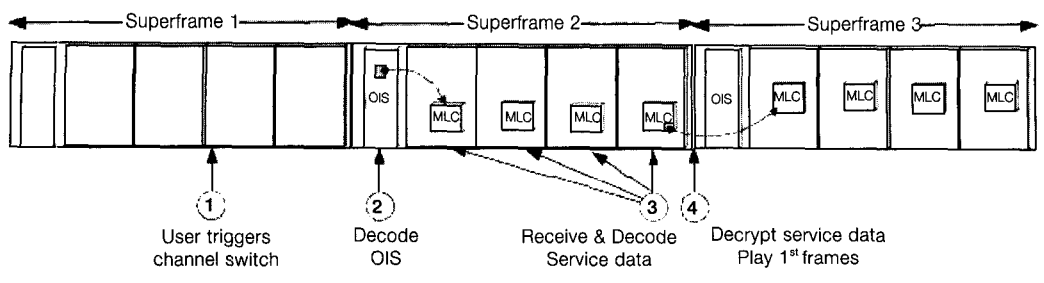 Superframe 1 Superframe 2 Superframe 3
OIS MLC MLC MLC MLC OIS MLC MLC MLC MLC
1 2 3 4
User triggers
channel switch
Decode
OIS
Receive & Decode
Service data
Decrypt service data
Play 1st frames